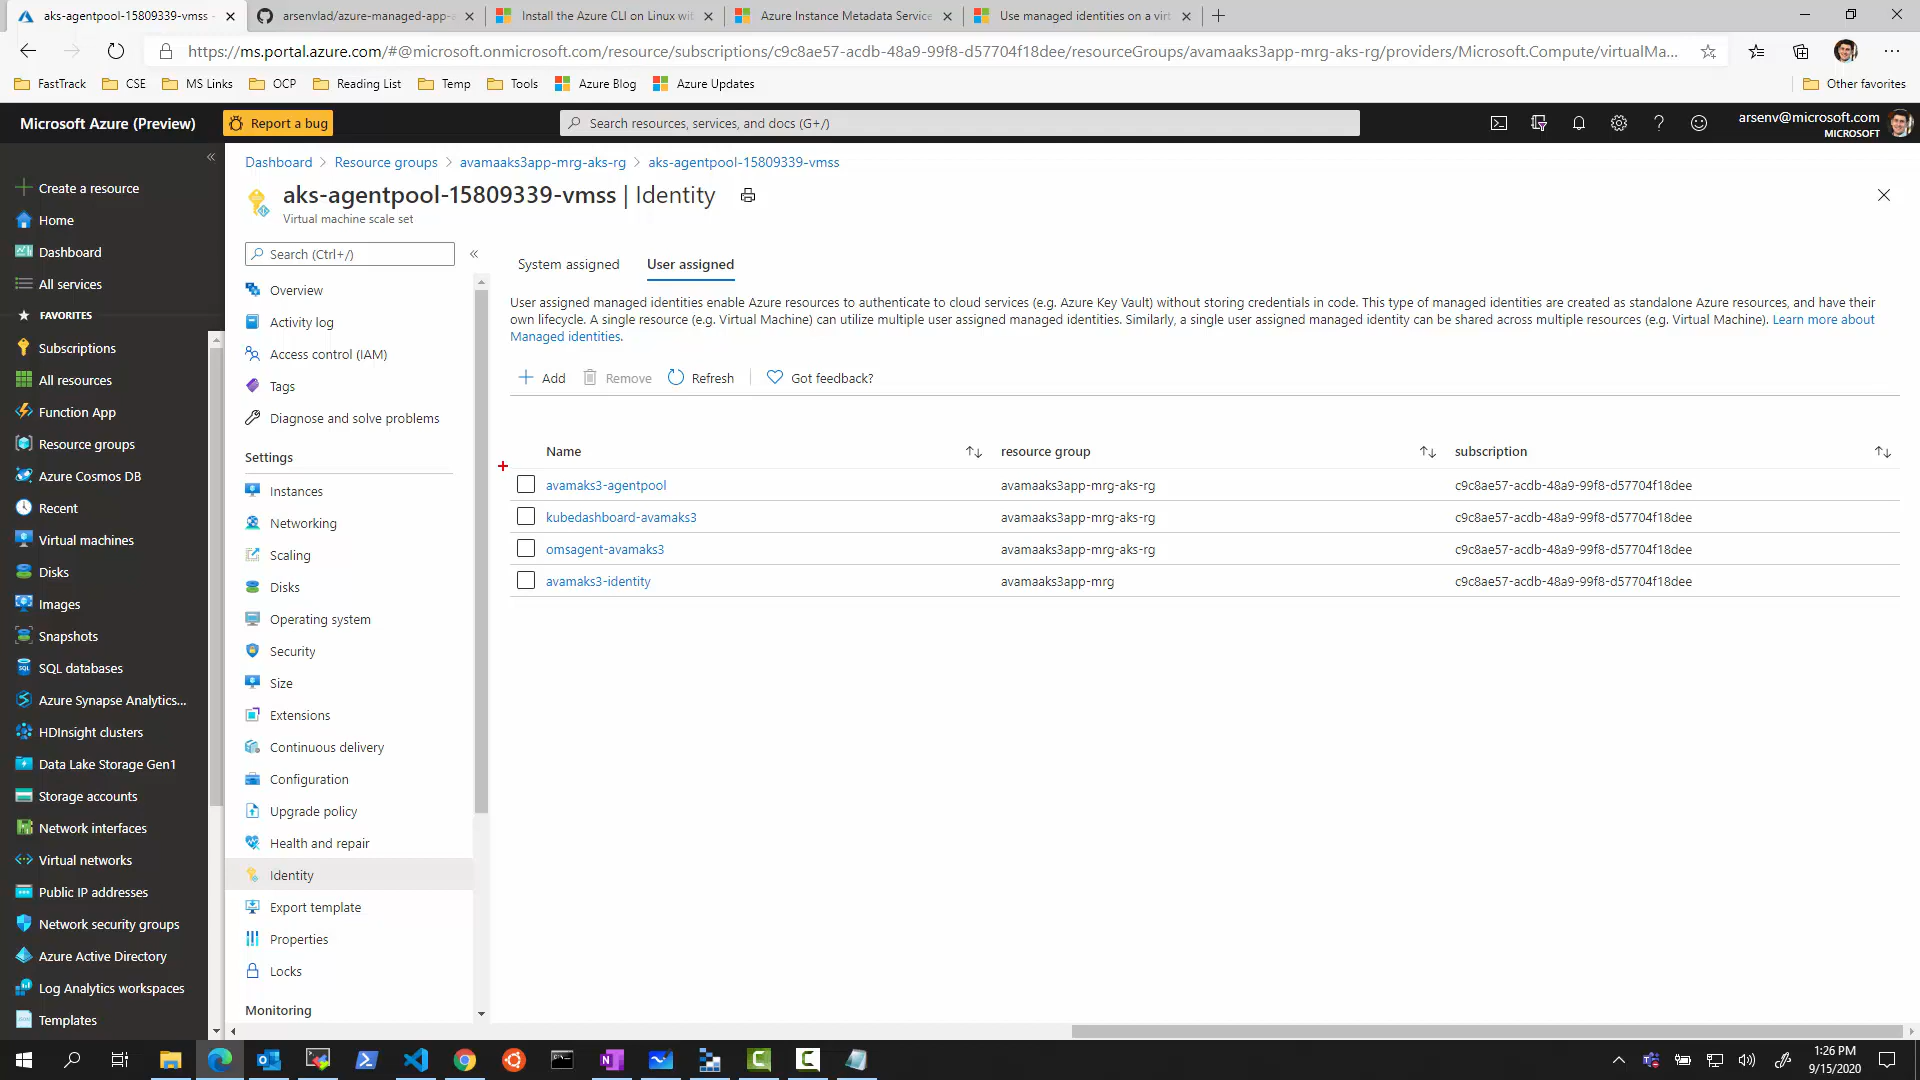 aks-agentpool-15809339-vmss -
arsenvlad/azure-managed-app-a
Install the Azure CLI on Linux wit
Azure Instance Metadata Service
Use managed identities on a virt
https://ms.portal.azure.com/#@microsoft.onmicrosoft.com/resource/subscriptions/c9c8ae57-acdb-48a9-99f8-d57704f18dee/resourceGroups/avamaaks3app-mrg-aks-rg/providers/Microsoft.Compute/virtualMa...
FastTrack
CSE
MS Links
OCP
Reading List
Temp
Tools
Azure Blog
Azure Updates
Other favorites
Microsoft Azure (Preview)
Report a bug
Search resources, services, and docs (G+/)
arsenv@microsoft.com
MICROSOFT
Create a resource
Home
Dashboard
All services
FAVORITES
Subscriptions
All resources
Function App
Resource groups
Azure Cosmos DB
Recent
Virtual machines
Disks
Images
Snapshots
SQL databases
Azure Synapse Analytics...
HDInsight clusters
Data Lake Storage Gen1
Storage accounts
Network interfaces
Virtual networks
Public IP addresses
Network security groups
Azure Active Directory
Log Analytics workspaces
Templates
Dashboard > Resource groups > avamaaks3app-mrg-aks-rg > aks-agentpool-15809339-vmss
aks-agentpool-15809339-vmss | Identity
Virtual machine scale set
Search (Ctrl+/)
Overview
Activity log
Access control (IAM)
Tags
Diagnose and solve problems
Settings
Instances
Networking
Scaling
Disks
Operating system
Security
Size
Extensions
Continuous delivery
Configuration
Upgrade policy
Health and repair
Identity
Export template
Properties
Locks
Monitoring
System assigned
User assigned
User assigned managed identities enable Azure resources to authenticate to cloud services (e.g. Azure Key Vault) without storing credentials in code. This type of managed identities are created as standalone Azure resources, and have their
own lifecycle. A single resource (e.g. Virtual Machine) can utilize multiple user assigned managed identities. Similarly, a single user assigned managed identity can be shared across multiple resources (e.g. Virtual Machine). Learn more about
Managed identities.
Add
Remove
Refresh
Got feedback?
Name resource group subscription
avamaks3-agentpool avamaaks3app-mrg-aks-rg c9c8ae57-acdb-48a9-99f8-d57704f18dee
kubedashboard-avamaks3 avamaaks3app-mrg-aks-rg c9c8ae57-acdb-48a9-99f8-d57704f18dee
omsagent-avamaks3 avamaaks3app-mrg-aks-rg c9c8ae57-acdb-48a9-99f8-d57704f18dee
avamaks3-identity avamaaks3app-mrg c9c8ae57-acdb-48a9-99f8-d57704f18dee
1:26 PM
9/15/2020